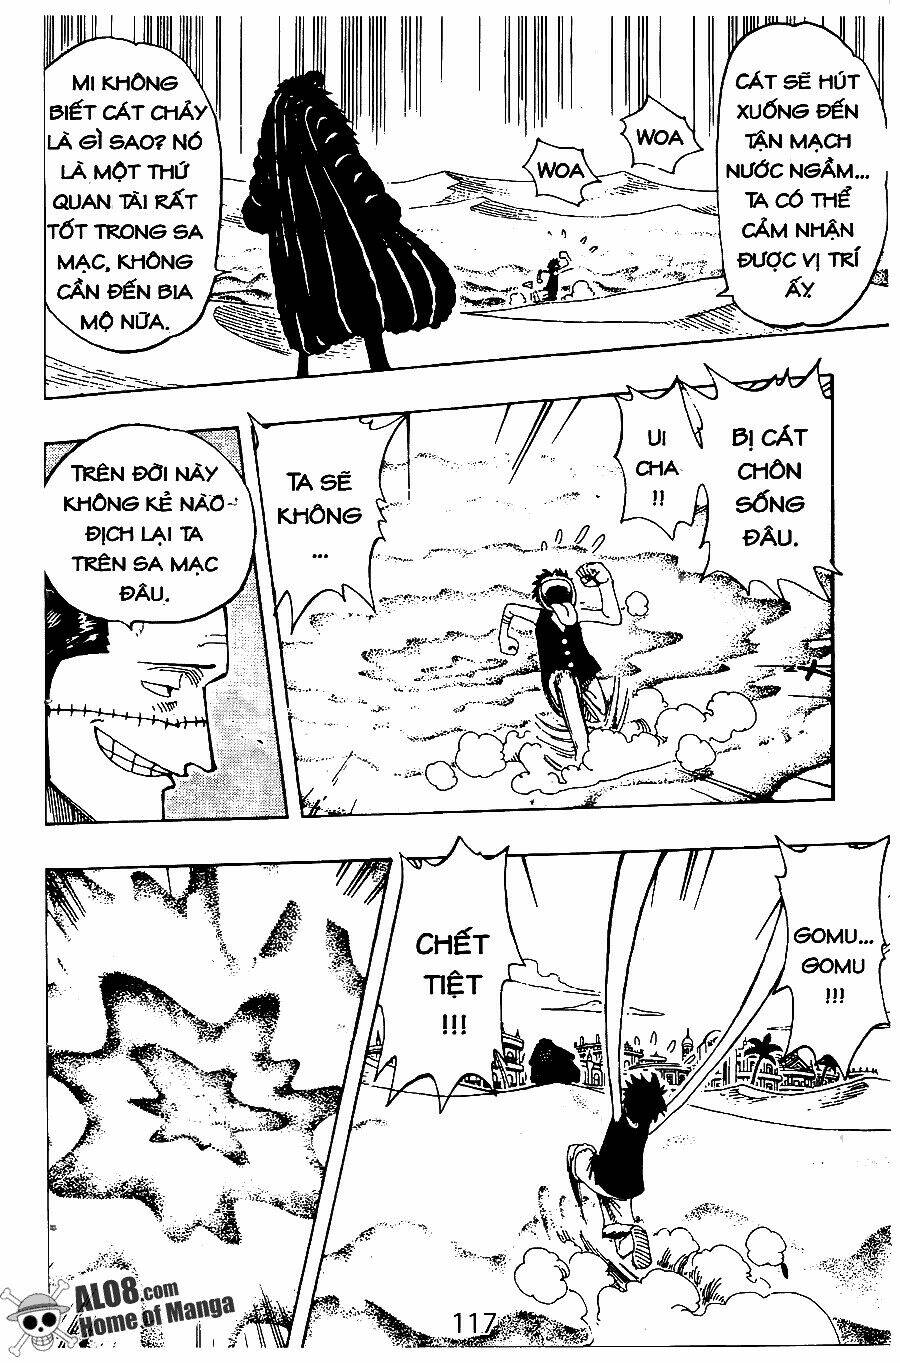 CÁT SẼ HÚT
XUỐNG ĐẾN
TẬN MẠCH
NƯỚC NGẦM...
TA CÓ THỂ
CẢM NHẬN
ĐƯỢC VỊ TRÍ
ẤY.
WOA
WOA
MI KHÔNG
BIẾT CÁT CHẢY
LÀ GÌ SAO? NÓ
LÀ MỘT THỨ
QUAN TÀI RẤT
TỐT TRONG SA
MẠC, KHÔNG
CẦN ĐẾN BIA
MỘ NỮA.
BỊ CÁT
CHÔN
SỐNG
ĐÂU.
UI
CHA
!!
TA SẼ
KHÔNG
...
TRÊN ĐỜI NÀY
KHÔNG KẺ NÀO
ĐỊCH LẠI TA
TRÊN SA MẠC
ĐÂU.
GOMU...
GOMU
!!!
CHẾT
TIỆT
!!!
117
ALO8.com
Home of Manga